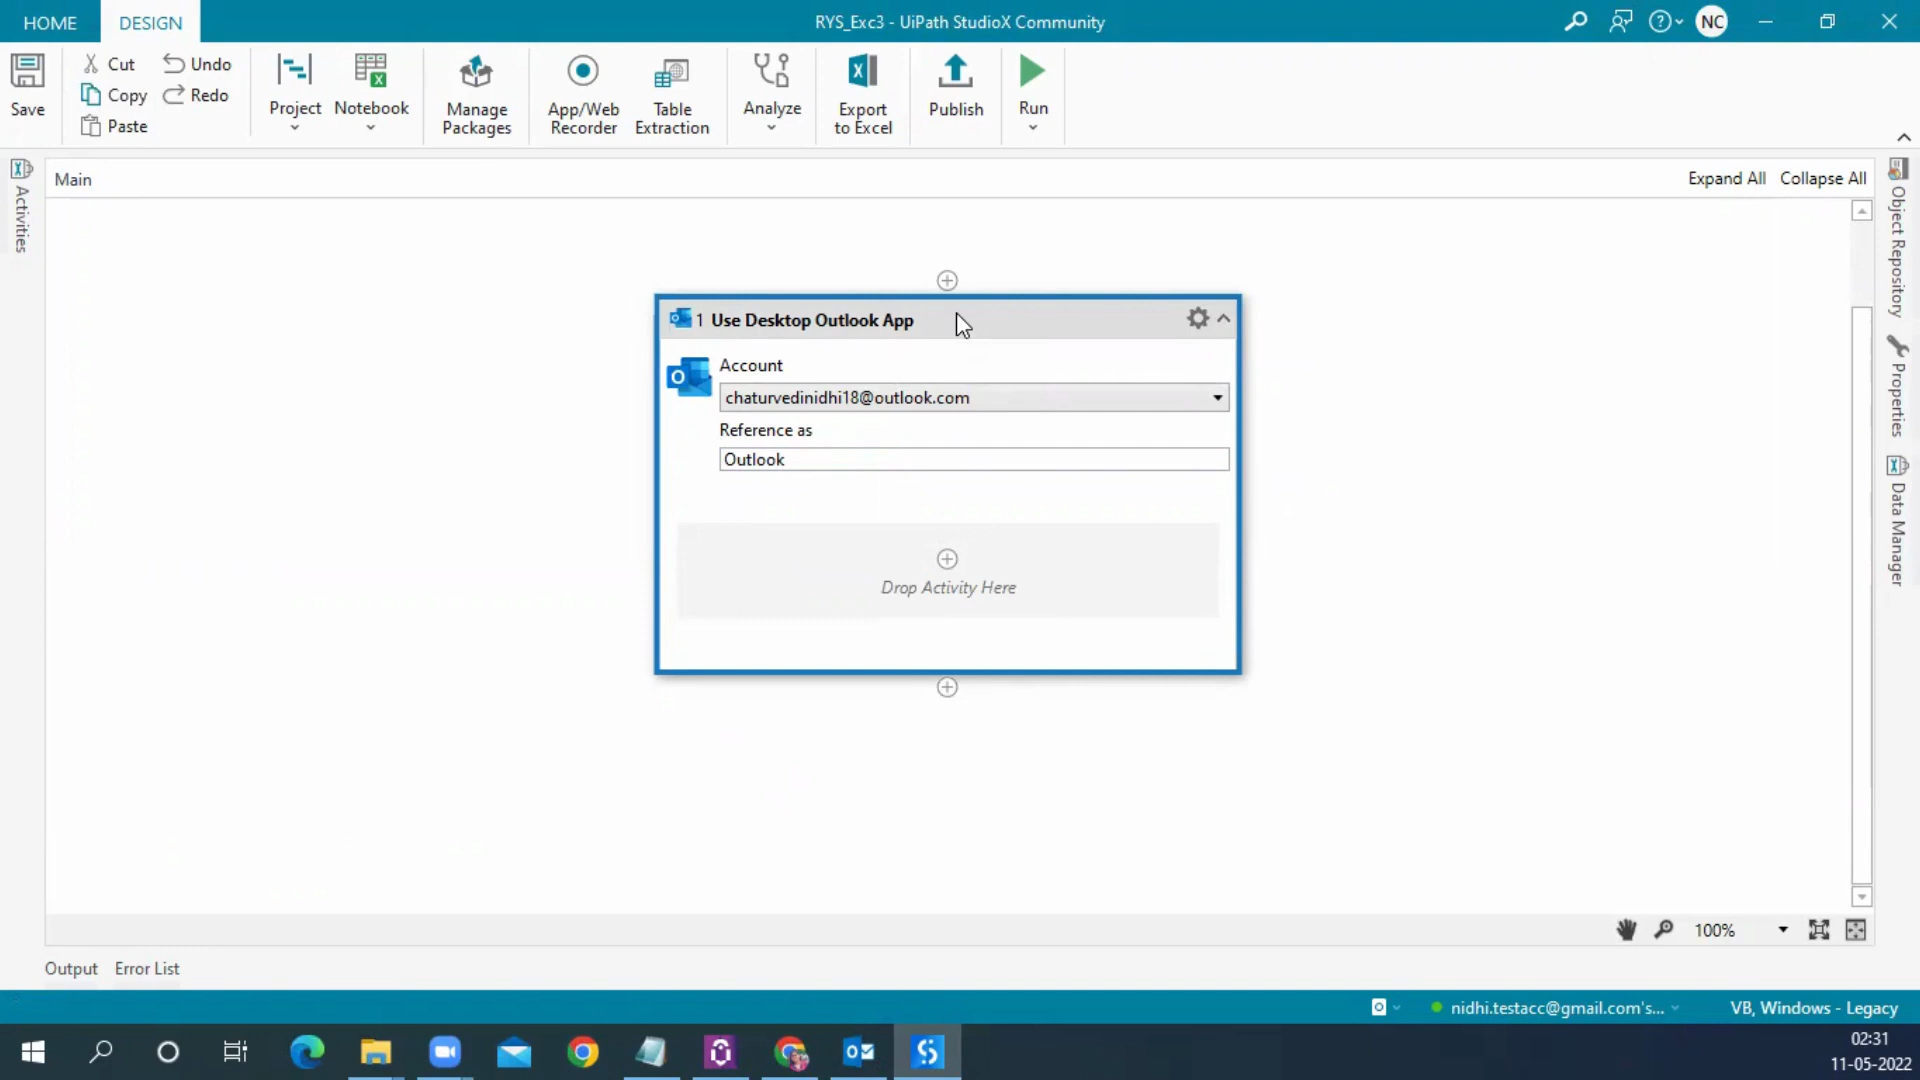 HOME
DESIGN
RYS_Exc3 - UiPath StudioX Community
NC
Save
Cut
Copy
Paste
Undo
Redo
Project
Notebook
Manage
Packages
App/Web
Recorder
Table
Extraction
Analyze
Export
to Excel
Publish
Run
Activities
Main
Expand All
Collapse All
Object Repository
Properties
Data Manager
1 Use Desktop Outlook App
Account
chaturvedinidhi18@outlook.com
Reference as
Outlook
Drop Activity Here
100%
Output
Error List
nidhi.testacc@gmail.com's...
VB, Windows - Legacy
02:31
11-05-2022